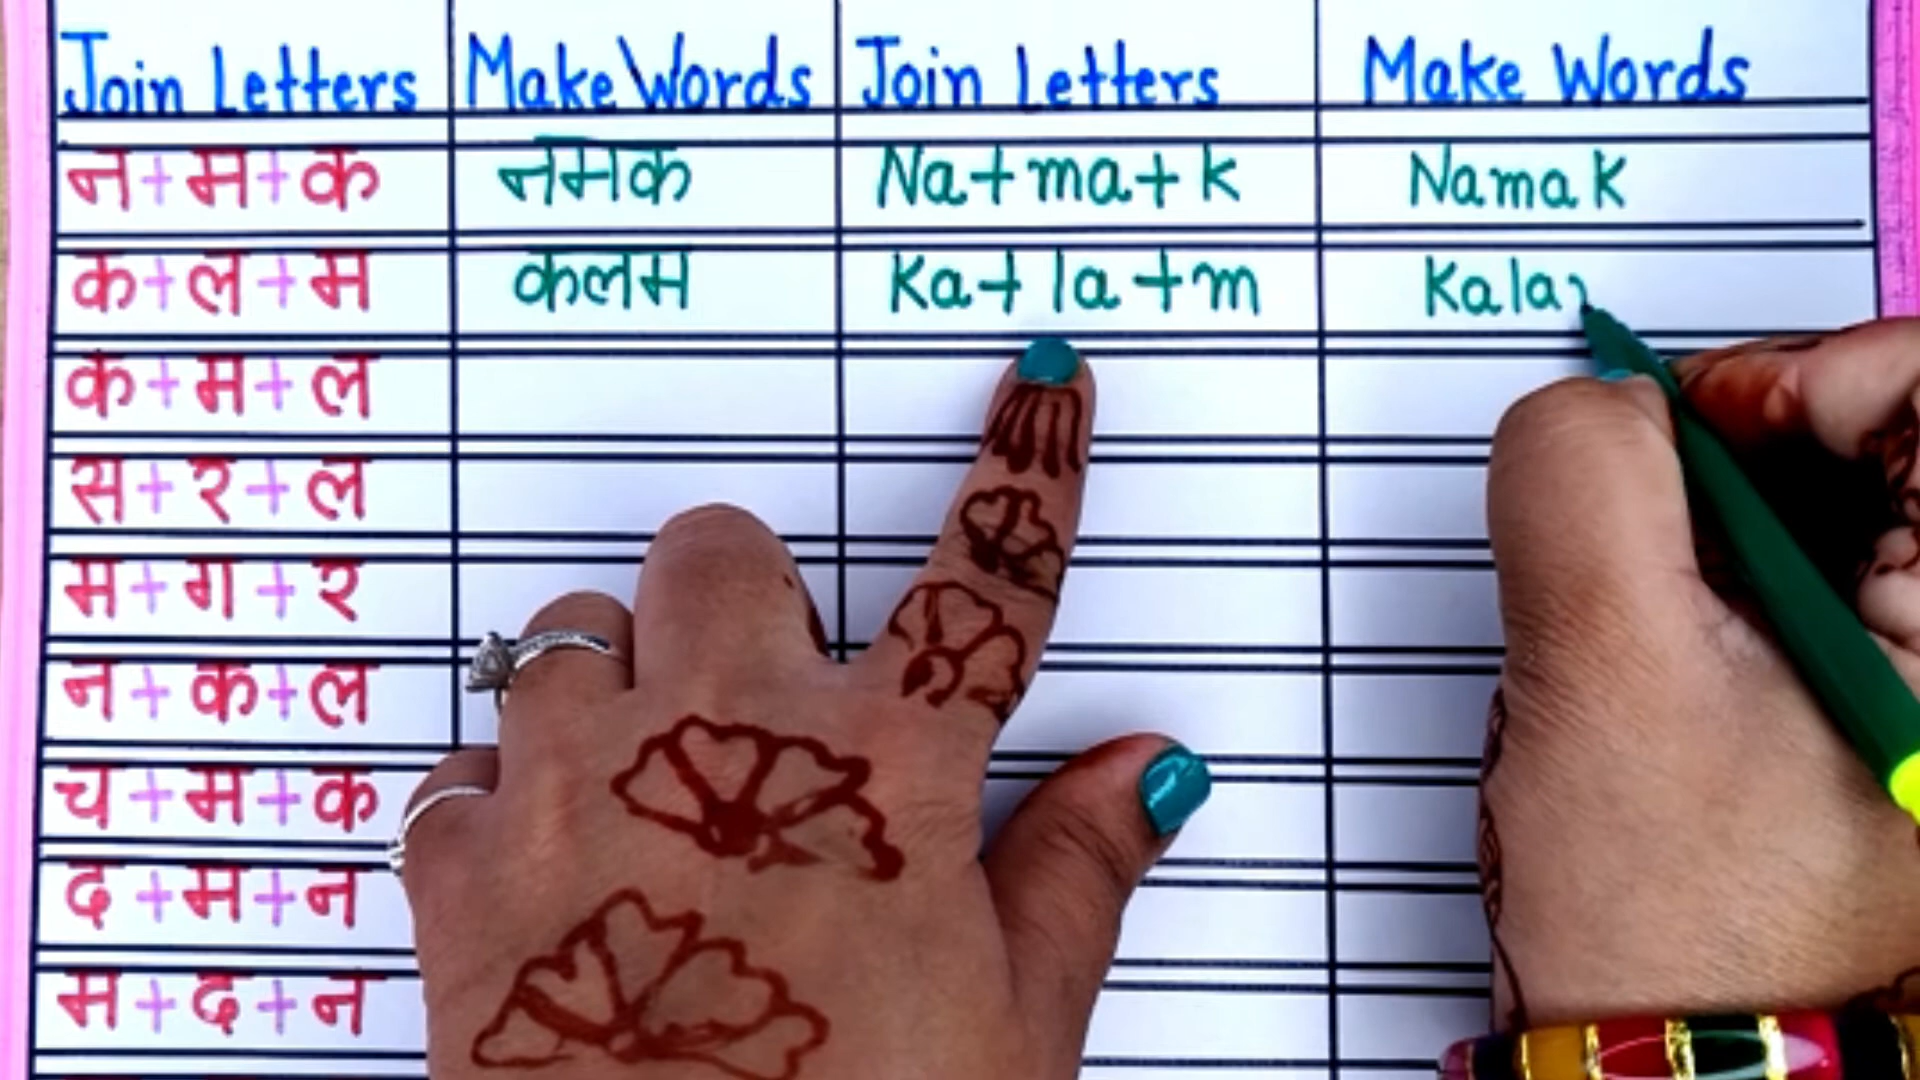 Join Letters Make Words Join Letters Make Words
न+म+क नमक Na+ma+k Namak
क+ल+म कलम Ka+la+m Kala
क+म+ल
स+र+ल
म+ग+र
न+क+ल
च+म+क
द+म+न
म+द+न